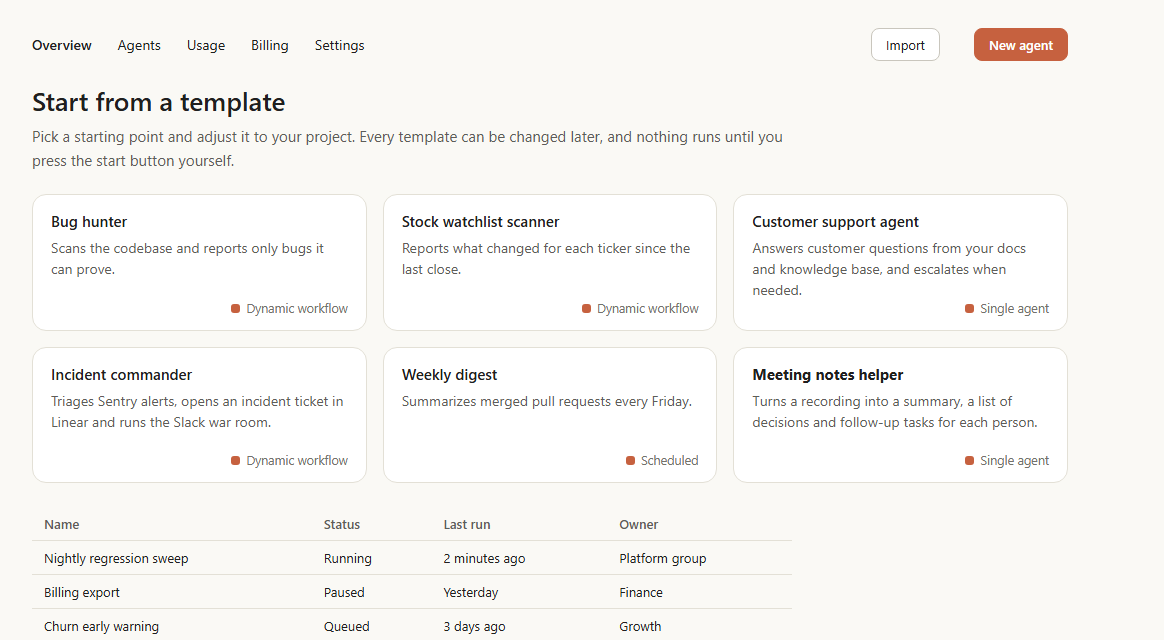 Overview Agents Usage Billing Settings Import New agent
Start from a template
Pick a starting point and adjust it to your project. Every template can be changed later, and nothing runs until you
press the start button yourself.
Bug hunter
Scans the codebase and reports only bugs it
can prove.
Dynamic workflow
Stock watchlist scanner
Reports what changed for each ticker since the
last close.
Dynamic workflow
Customer support agent
Answers customer questions from your docs
and knowledge base, and escalates when
needed.
Single agent
Incident commander
Triages Sentry alerts, opens an incident ticket in
Linear and runs the Slack war room.
Dynamic workflow
Weekly digest
Summarizes merged pull requests every Friday.
Scheduled
Meeting notes helper
Turns a recording into a summary, a list of
decisions and follow-up tasks for each person.
Single agent
Name Status Last run Owner
Nightly regression sweep Running 2 minutes ago Platform group
Billing export Paused Yesterday Finance
Churn early warning Queued 3 days ago Growth